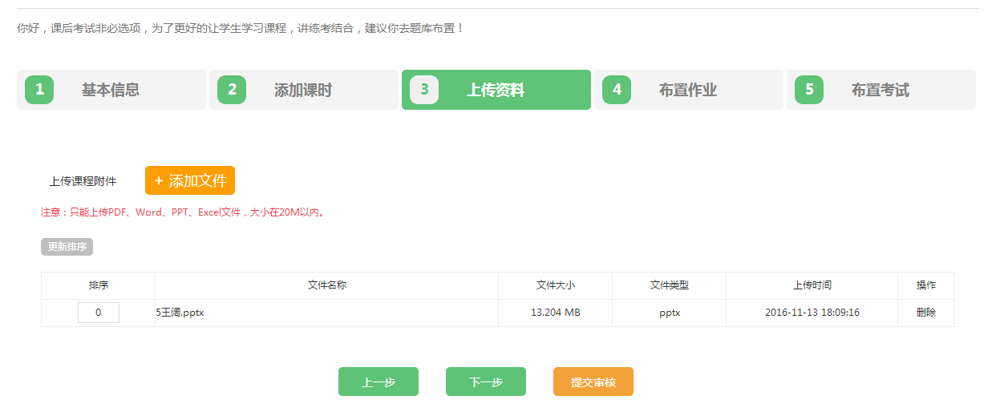 你好，课后考试非必选项，为了更好的让学生学习课程，讲练考结合，建议你去题库布置！
1 基本信息 2 添加课时 3 上传资料 4 布置作业 5 布置考试
上传课程附件 + 添加文件
注意：只能上传PDF、Word、PPT、Excel文件，大小在20M以内。
更新排序
排序 文件名称 文件大小 文件类型 上传时间 操作
0 5王阔.pptx 13.204 MB pptx 2016-11-13 18:09:16 删除
上一步 下一步 提交审核